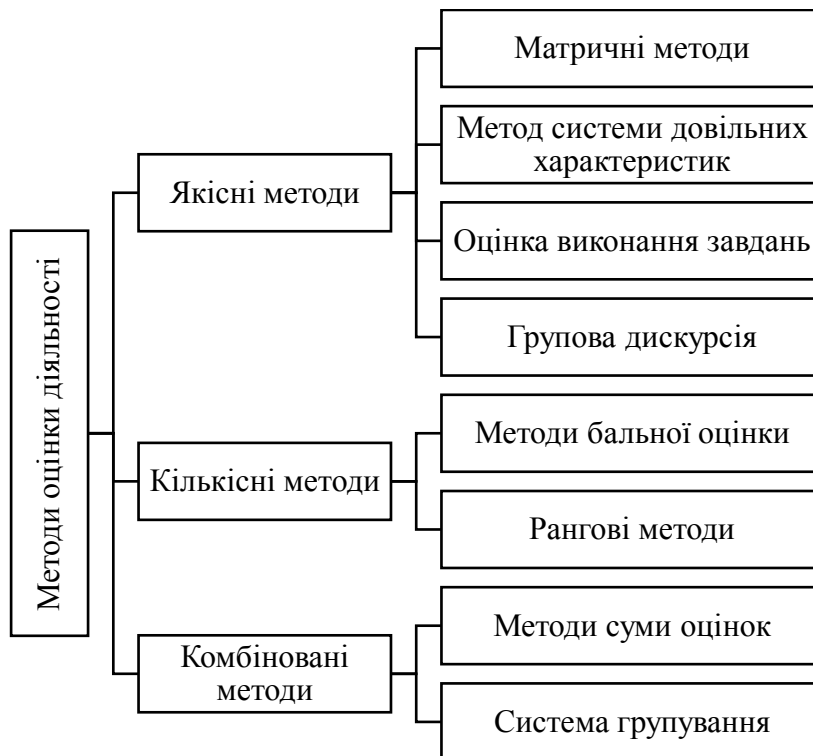 Методи оцінки діяльності
Якісні методи
Матричні методи
Метод системи довільних
характеристик
Оцінка виконання завдань
Групова дискурсія
Кількісні методи
Методи бальної оцінки
Рангові методи
Комбіновані
методи
Методи суми оцінок
Система групування